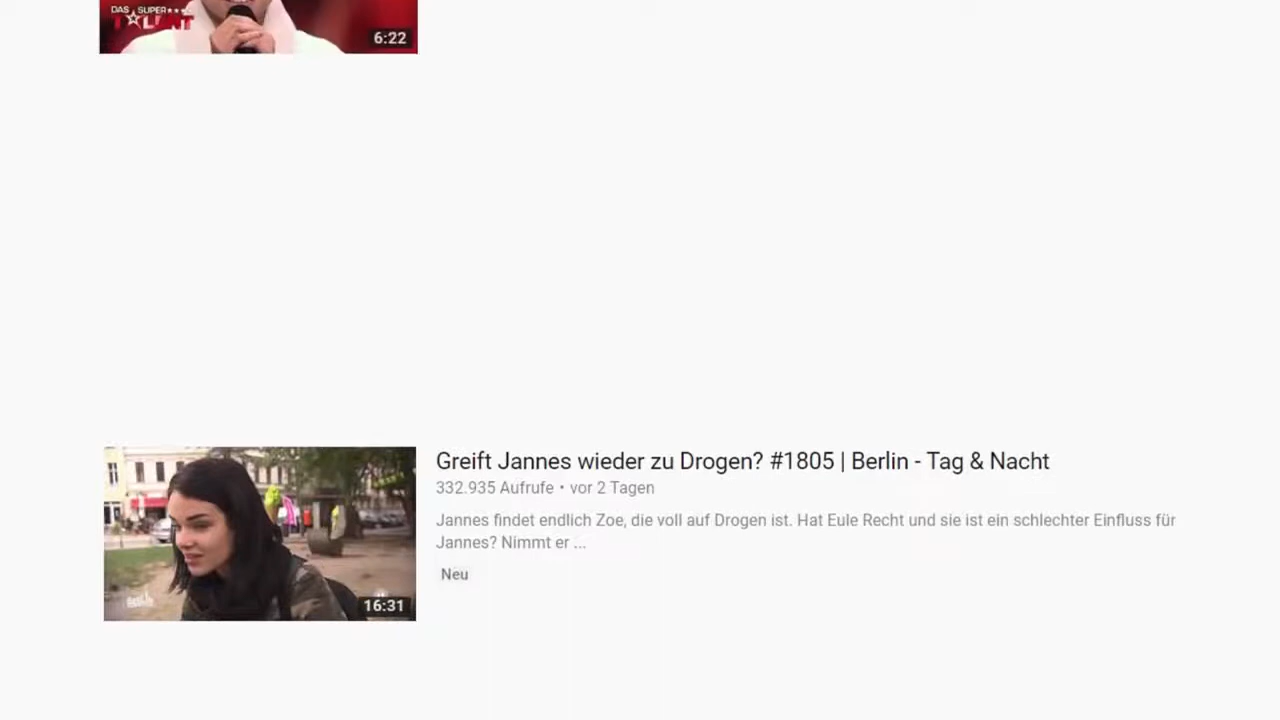 DAS SUPER
TALENT
6:22
Greift Jannes wieder zu Drogen? #1805 | Berlin - Tag & Nacht
332.935 Aufrufe • vor 2 Tagen
Jannes findet endlich Zoe, die voll auf Drogen ist. Hat Eule Recht und sie ist ein schlechter Einfluss für
Jannes? Nimmt er ...
Neu
16:31